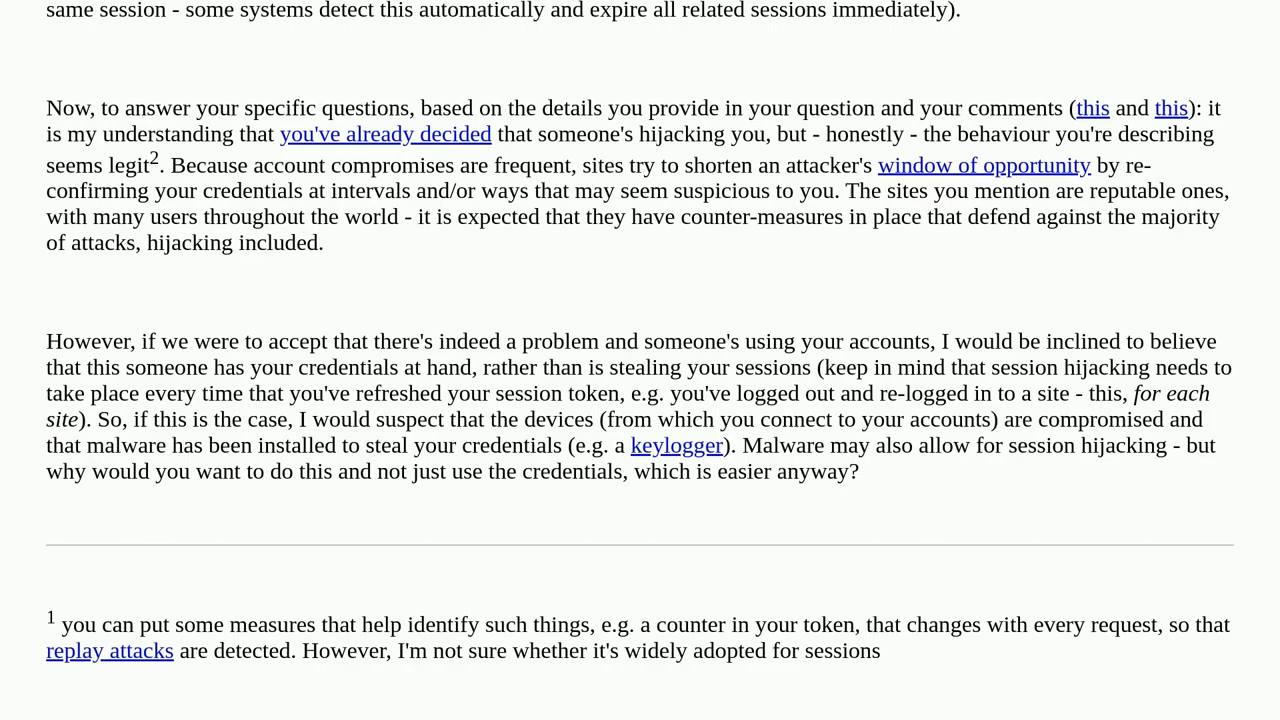 same session - some systems detect this automatically and expire all related sessions immediately).
Now, to answer your specific questions, based on the details you provide in your question and your comments (this and this): it
is my understanding that you've already decided that someone's hijacking you, but - honestly - the behaviour you're describing
seems legit2. Because account compromises are frequent, sites try to shorten an attacker's window of opportunity by re-
confirming your credentials at intervals and/or ways that may seem suspicious to you. The sites you mention are reputable ones,
with many users throughout the world - it is expected that they have counter-measures in place that defend against the majority
of attacks, hijacking included.
However, if we were to accept that there's indeed a problem and someone's using your accounts, I would be inclined to believe
that this someone has your credentials at hand, rather than is stealing your sessions (keep in mind that session hijacking needs to
take place every time that you've refreshed your session token, e.g. you've logged out and re-logged in to a site - this, for each
site). So, if this is the case, I would suspect that the devices (from which you connect to your accounts) are compromised and
that malware has been installed to steal your credentials (e.g. a keylogger). Malware may also allow for session hijacking - but
why would you want to do this and not just use the credentials, which is easier anyway?
1 you can put some measures that help identify such things, e.g. a counter in your token, that changes with every request, so that
replay attacks are detected. However, I'm not sure whether it's widely adopted for sessions